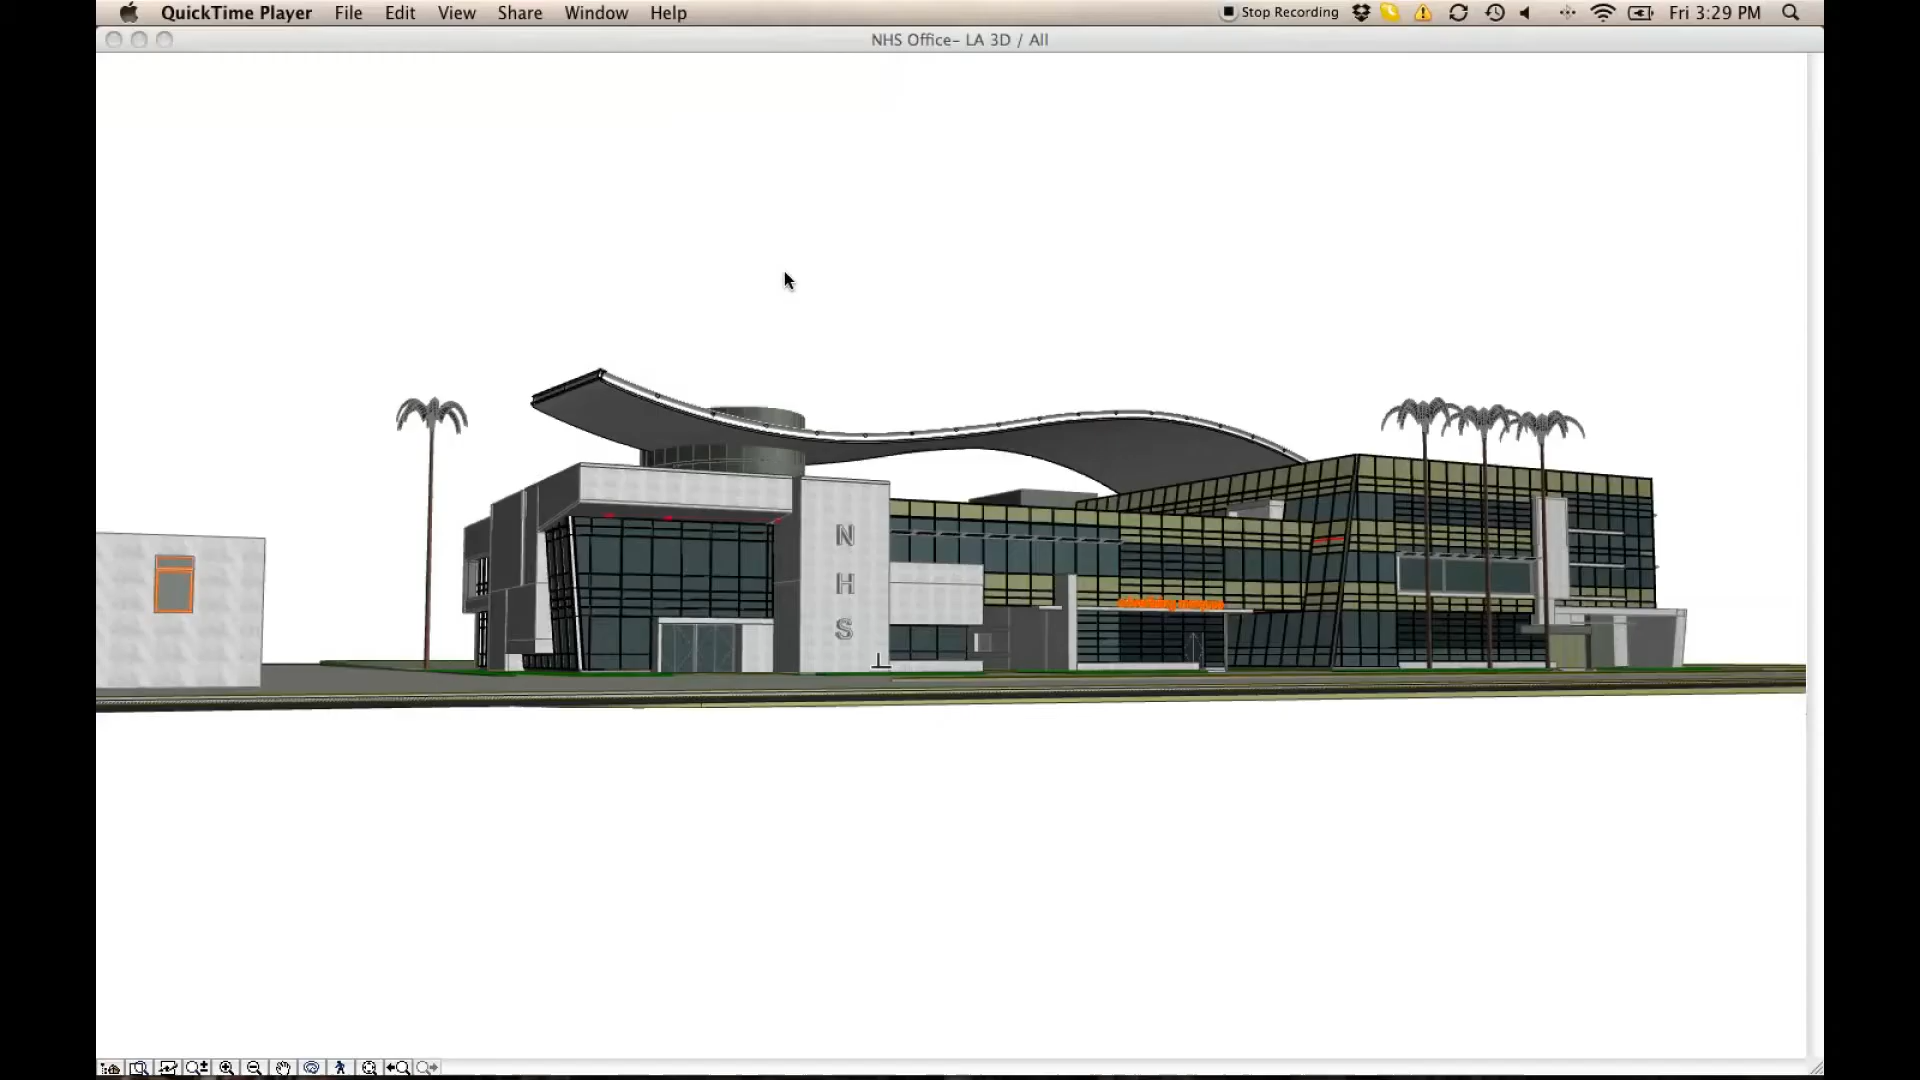 QuickTime Player File Edit View Share Window Help Stop Recording Fri 3:29 PM
NHS Office- LA 3D / All
N
H
S